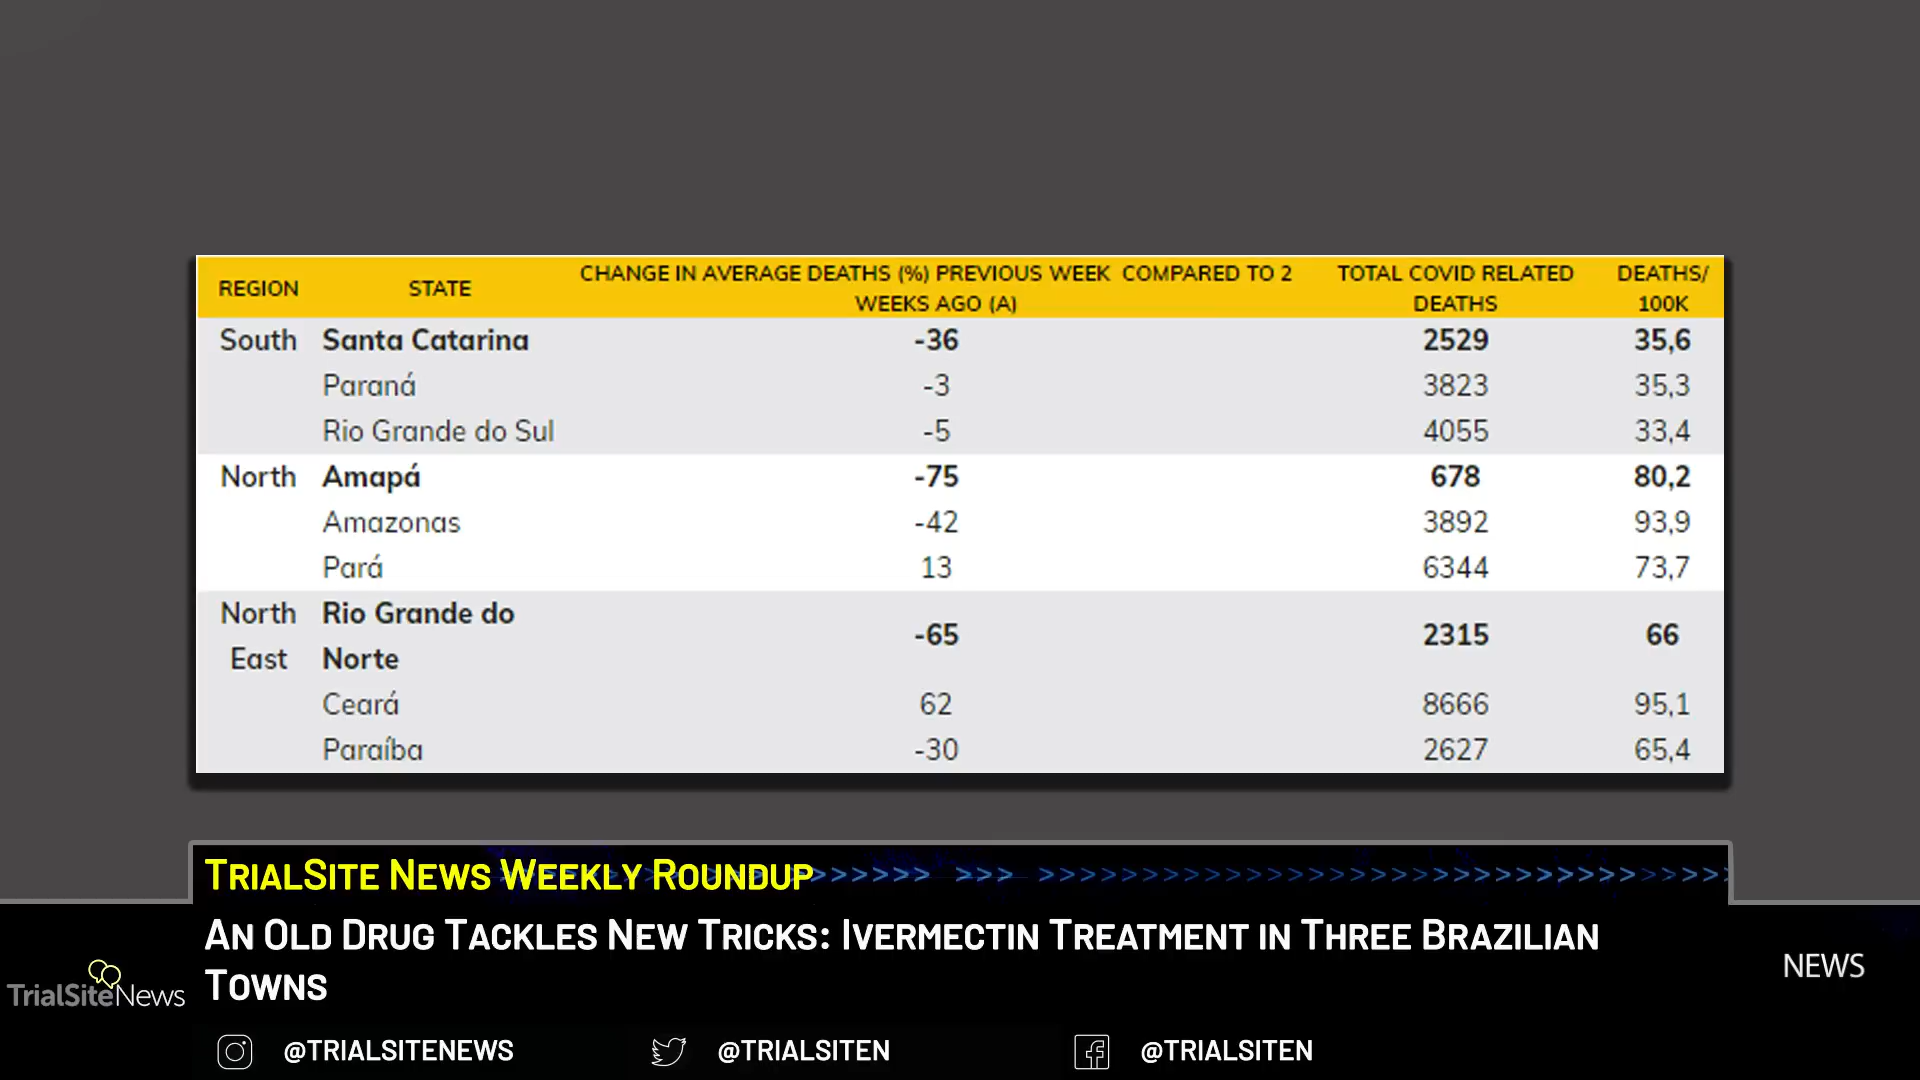 REGION STATE CHANGE IN AVERAGE DEATHS (%) PREVIOUS WEEK COMPARED TO 2 WEEKS AGO (A) TOTAL COVID RELATED DEATHS DEATHS/ 100K
South Santa Catarina -36 2529 35,6
Paraná -3 3823 35,3
Rio Grande do Sul -5 4055 33,4
North Amapá -75 678 80,2
Amazonas -42 3892 93,9
Pará 13 6344 73,7
North East Rio Grande do Norte -65 2315 66
Ceará 62 8666 95,1
Paraíba -30 2627 65,4
TrialSite News Weekly Roundup
An Old Drug Tackles New Tricks: Ivermectin Treatment in Three Brazilian
Towns
TrialSiteNews
NEWS
@TRIALSITENEWS @TRIALSITEN @TRIALSITEN